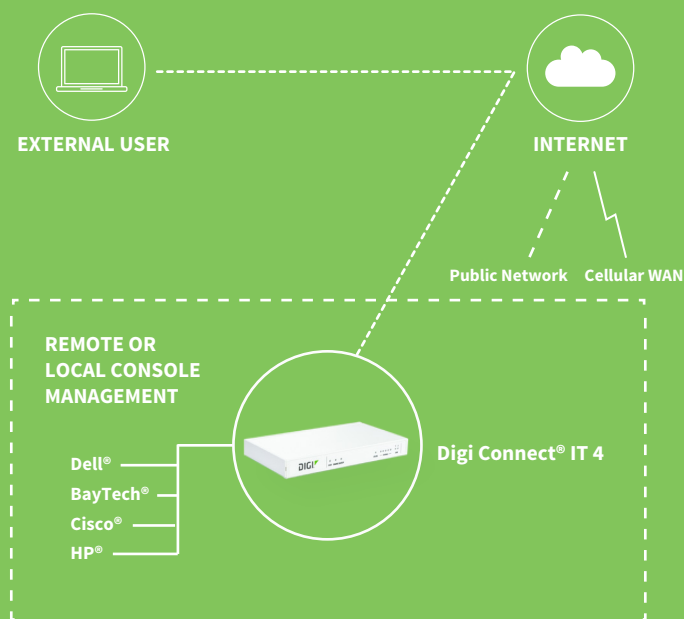 EXTERNAL USER
INTERNET
Public Network
Cellular WAN
REMOTE OR
LOCAL CONSOLE
MANAGEMENT
Dell®
BayTech®
Cisco®
HP®
DIGI
Digi Connect® IT 4